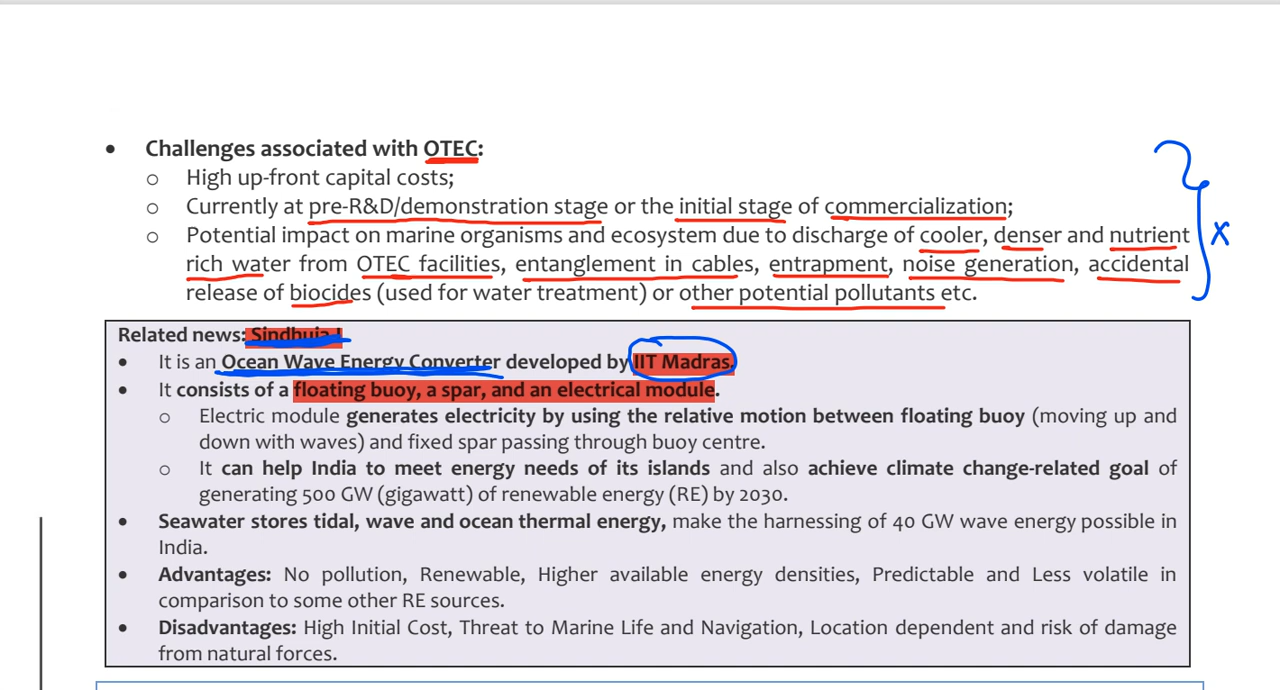 • Challenges associated with OTEC:
o High up-front capital costs;
o Currently at pre-R&D/demonstration stage or the initial stage of commercialization;
o Potential impact on marine organisms and ecosystem due to discharge of cooler, denser and nutrient
rich water from OTEC facilities, entanglement in cables, entrapment, noise generation, accidental
release of biocides (used for water treatment) or other potential pollutants etc.
x
Related news: Sindhuja I
• It is an Ocean Wave Energy Converter developed by IIT Madras.
• It consists of a floating buoy, a spar, and an electrical module.
o Electric module generates electricity by using the relative motion between floating buoy (moving up and
down with waves) and fixed spar passing through buoy centre.
o It can help India to meet energy needs of its islands and also achieve climate change-related goal of
generating 500 GW (gigawatt) of renewable energy (RE) by 2030.
• Seawater stores tidal, wave and ocean thermal energy, make the harnessing of 40 GW wave energy possible in
India.
• Advantages: No pollution, Renewable, Higher available energy densities, Predictable and Less volatile in
comparison to some other RE sources.
• Disadvantages: High Initial Cost, Threat to Marine Life and Navigation, Location dependent and risk of damage
from natural forces.